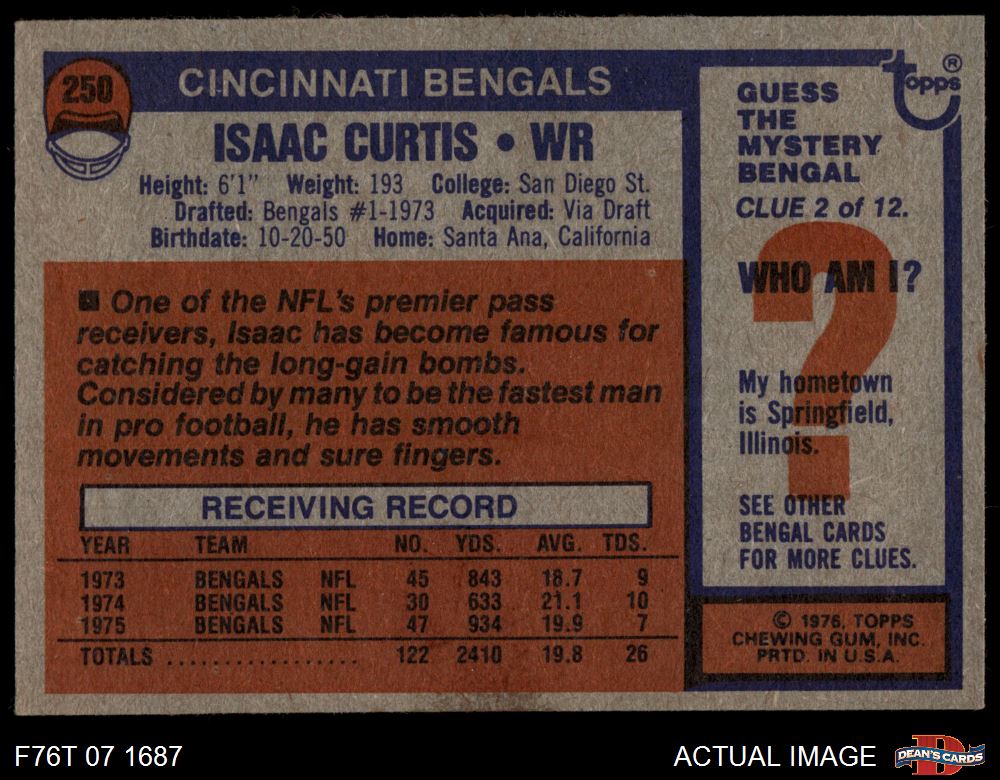 250
CINCINNATI BENGALS
ISAAC CURTIS • WR
Height: 6'1" Weight: 193 College: San Diego St.
Drafted: Bengals #1-1973 Acquired: Via Draft
Birthdate: 10-20-50 Home: Santa Ana, California
■ One of the NFL's premier pass
receivers, Isaac has become famous for
catching the long-gain bombs.
Considered by many to be the fastest man
in pro football, he has smooth
movements and sure fingers.
RECEIVING RECORD
YEAR TEAM NO. YDS. AVG. TDS.
1973 BENGALS NFL 45 843 18.7 9
1974 BENGALS NFL 30 633 21.1 10
1975 BENGALS NFL 47 934 19.9 7
TOTALS .................. 122 2410 19.8 26
topps ®
GUESS
THE
MYSTERY
BENGAL
CLUE 2 of 12.
WHO AM I?
?
My hometown
is Springfield,
Illinois.
SEE OTHER
BENGAL CARDS
FOR MORE CLUES.
© 1976, TOPPS
CHEWING GUM, INC.
PRTD. IN U.S.A.
F76T 07 1687
ACTUAL IMAGE
D
DEAN'S CARDS